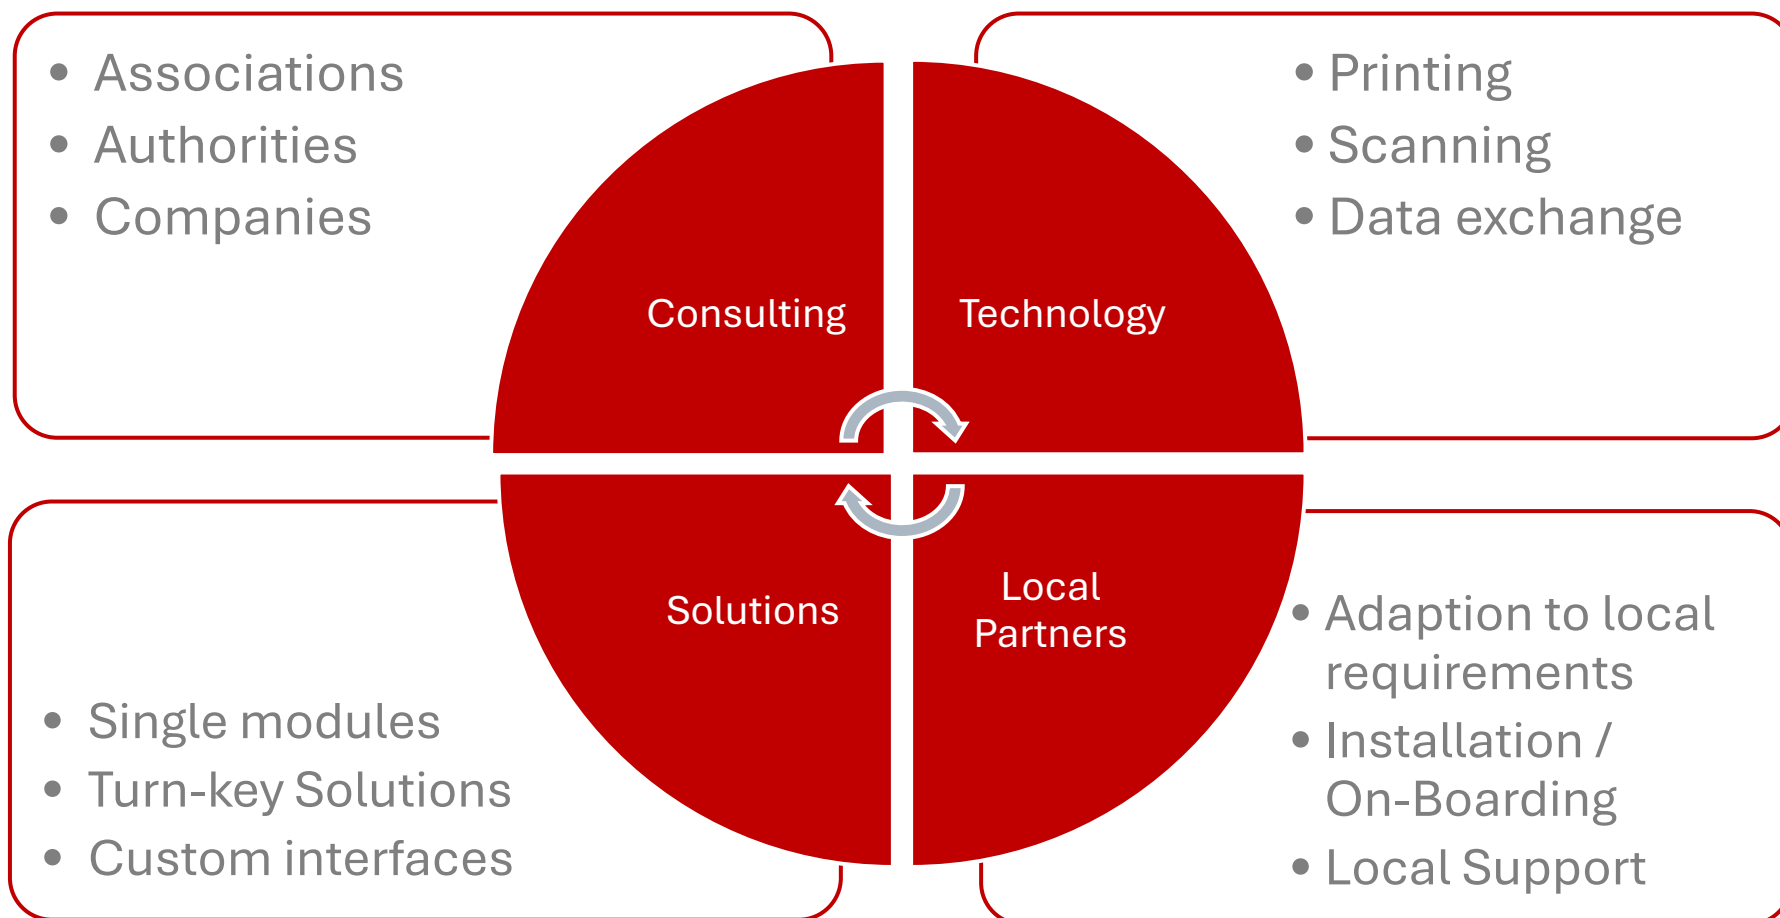 • Associations
• Authorities
• Companies
Consulting
• Printing
• Scanning
• Data exchange
Technology
Solutions
• Single modules
• Turn-key Solutions
• Custom interfaces
Local
Partners
• Adaption to local
requirements
• Installation /
On-Boarding
• Local Support